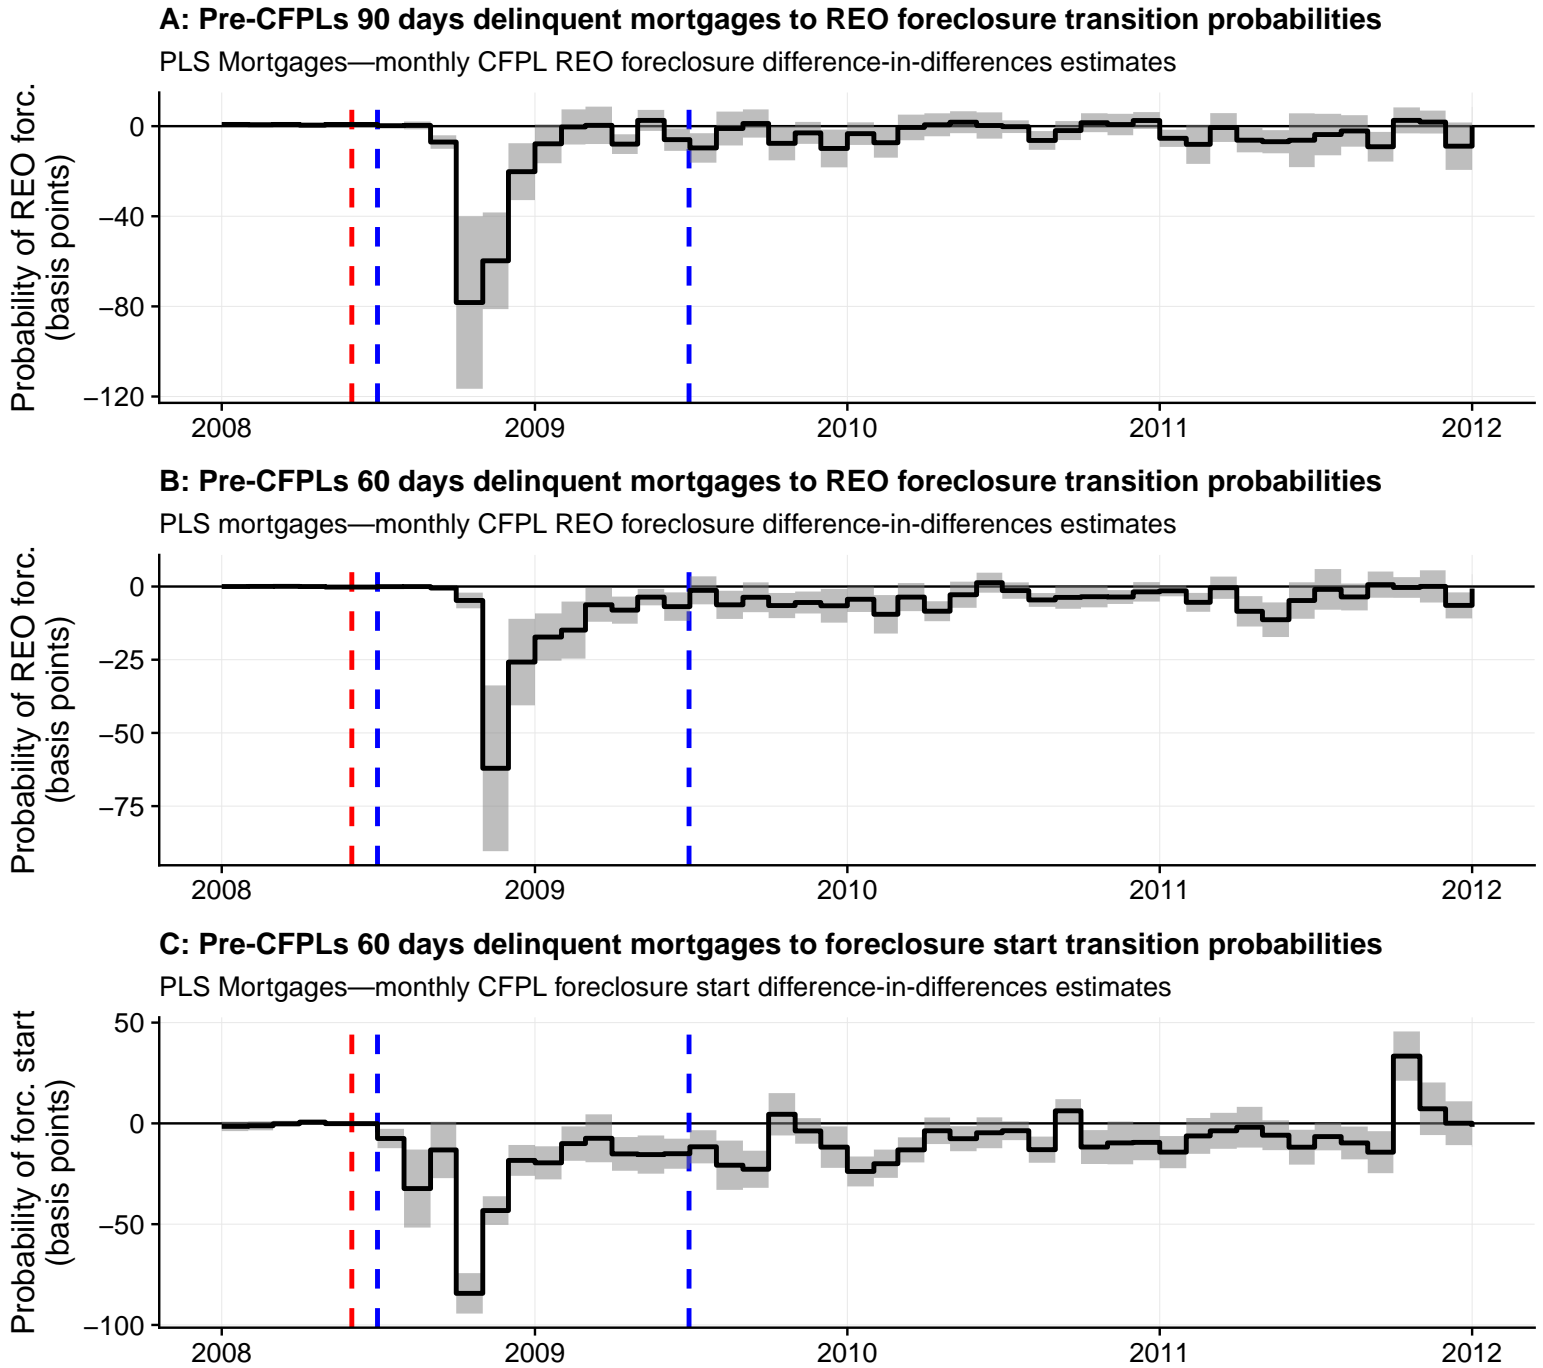 A: Pre-CFPLs 90 days delinquent mortgages to REO foreclosure transition probabilities
PLS Mortgages—monthly CFPL REO foreclosure difference-in-differences estimates
Probability of REO forc.
(basis points)
0
−40
−80
−120
2008 2009 2010 2011 2012
B: Pre-CFPLs 60 days delinquent mortgages to REO foreclosure transition probabilities
PLS mortgages—monthly CFPL REO foreclosure difference-in-differences estimates
Probability of REO forc.
(basis points)
0
−25
−50
−75
2008 2009 2010 2011 2012
C: Pre-CFPLs 60 days delinquent mortgages to foreclosure start transition probabilities
PLS Mortgages—monthly CFPL foreclosure start difference-in-differences estimates
Probability of forc. start
(basis points)
50
0
−50
−100
2008 2009 2010 2011 2012